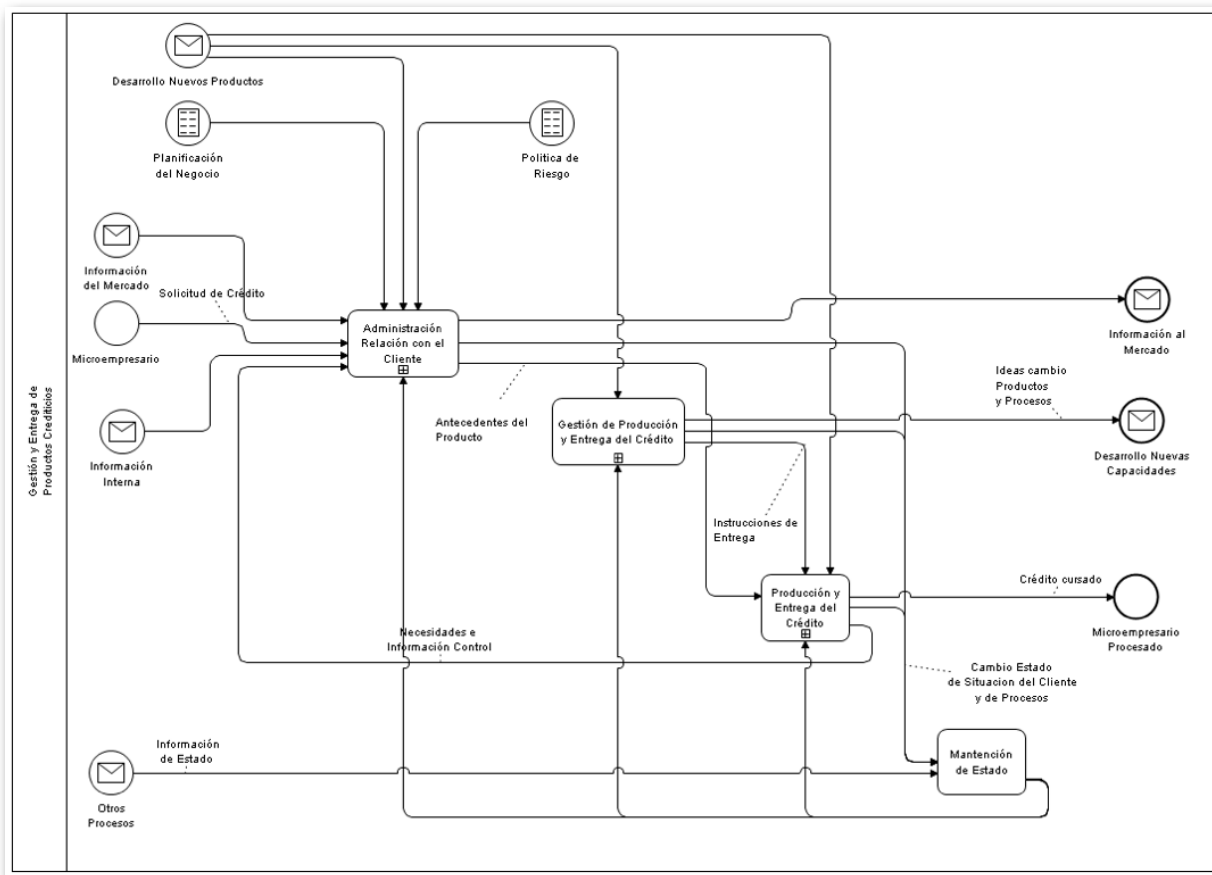 Gestión y Entrega de
Productos Crediticios
Desarrollo Nuevos Productos
Planificación
del Negocio
Politica de
Riesgo
Información
del Mercado
Solicitud de Crédito
Microempresario
Información
Interna
Administración
Relación con el
Cliente
Información al
Mercado
Ideas cambio
Productos
y Procesos
Antecedentes del
Producto
Gestión de Producción
y Entrega del Crédito
Desarrollo Nuevas
Capacidades
Instrucciones de
Entrega
Producción y
Entrega del
Crédito
Crédito cursado
Microempresario
Procesado
Necesidades e
Información Control
Cambio Estado
de Situacion del Cliente
y de Procesos
Información
de Estado
Mantención
de Estado
Otros
Procesos